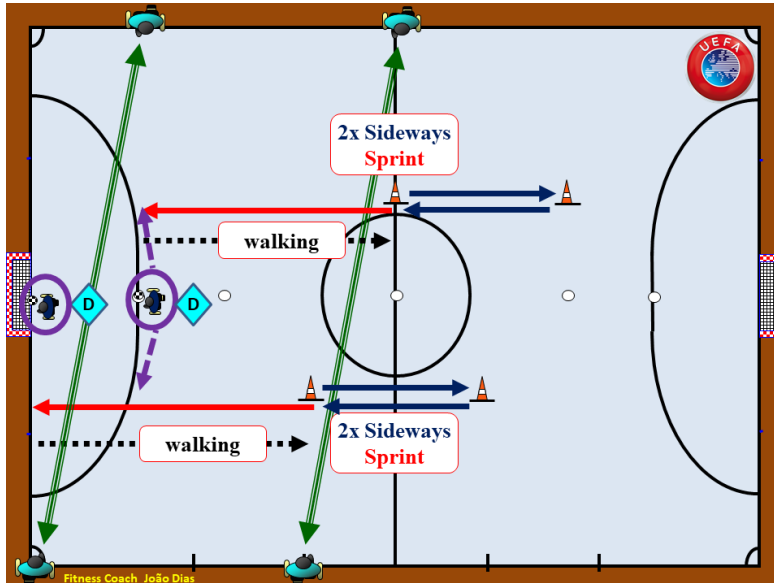 UEFA
2x Sideways
Sprint
walking
D
D
walking
2x Sideways
Sprint
Fitness Coach João Dias